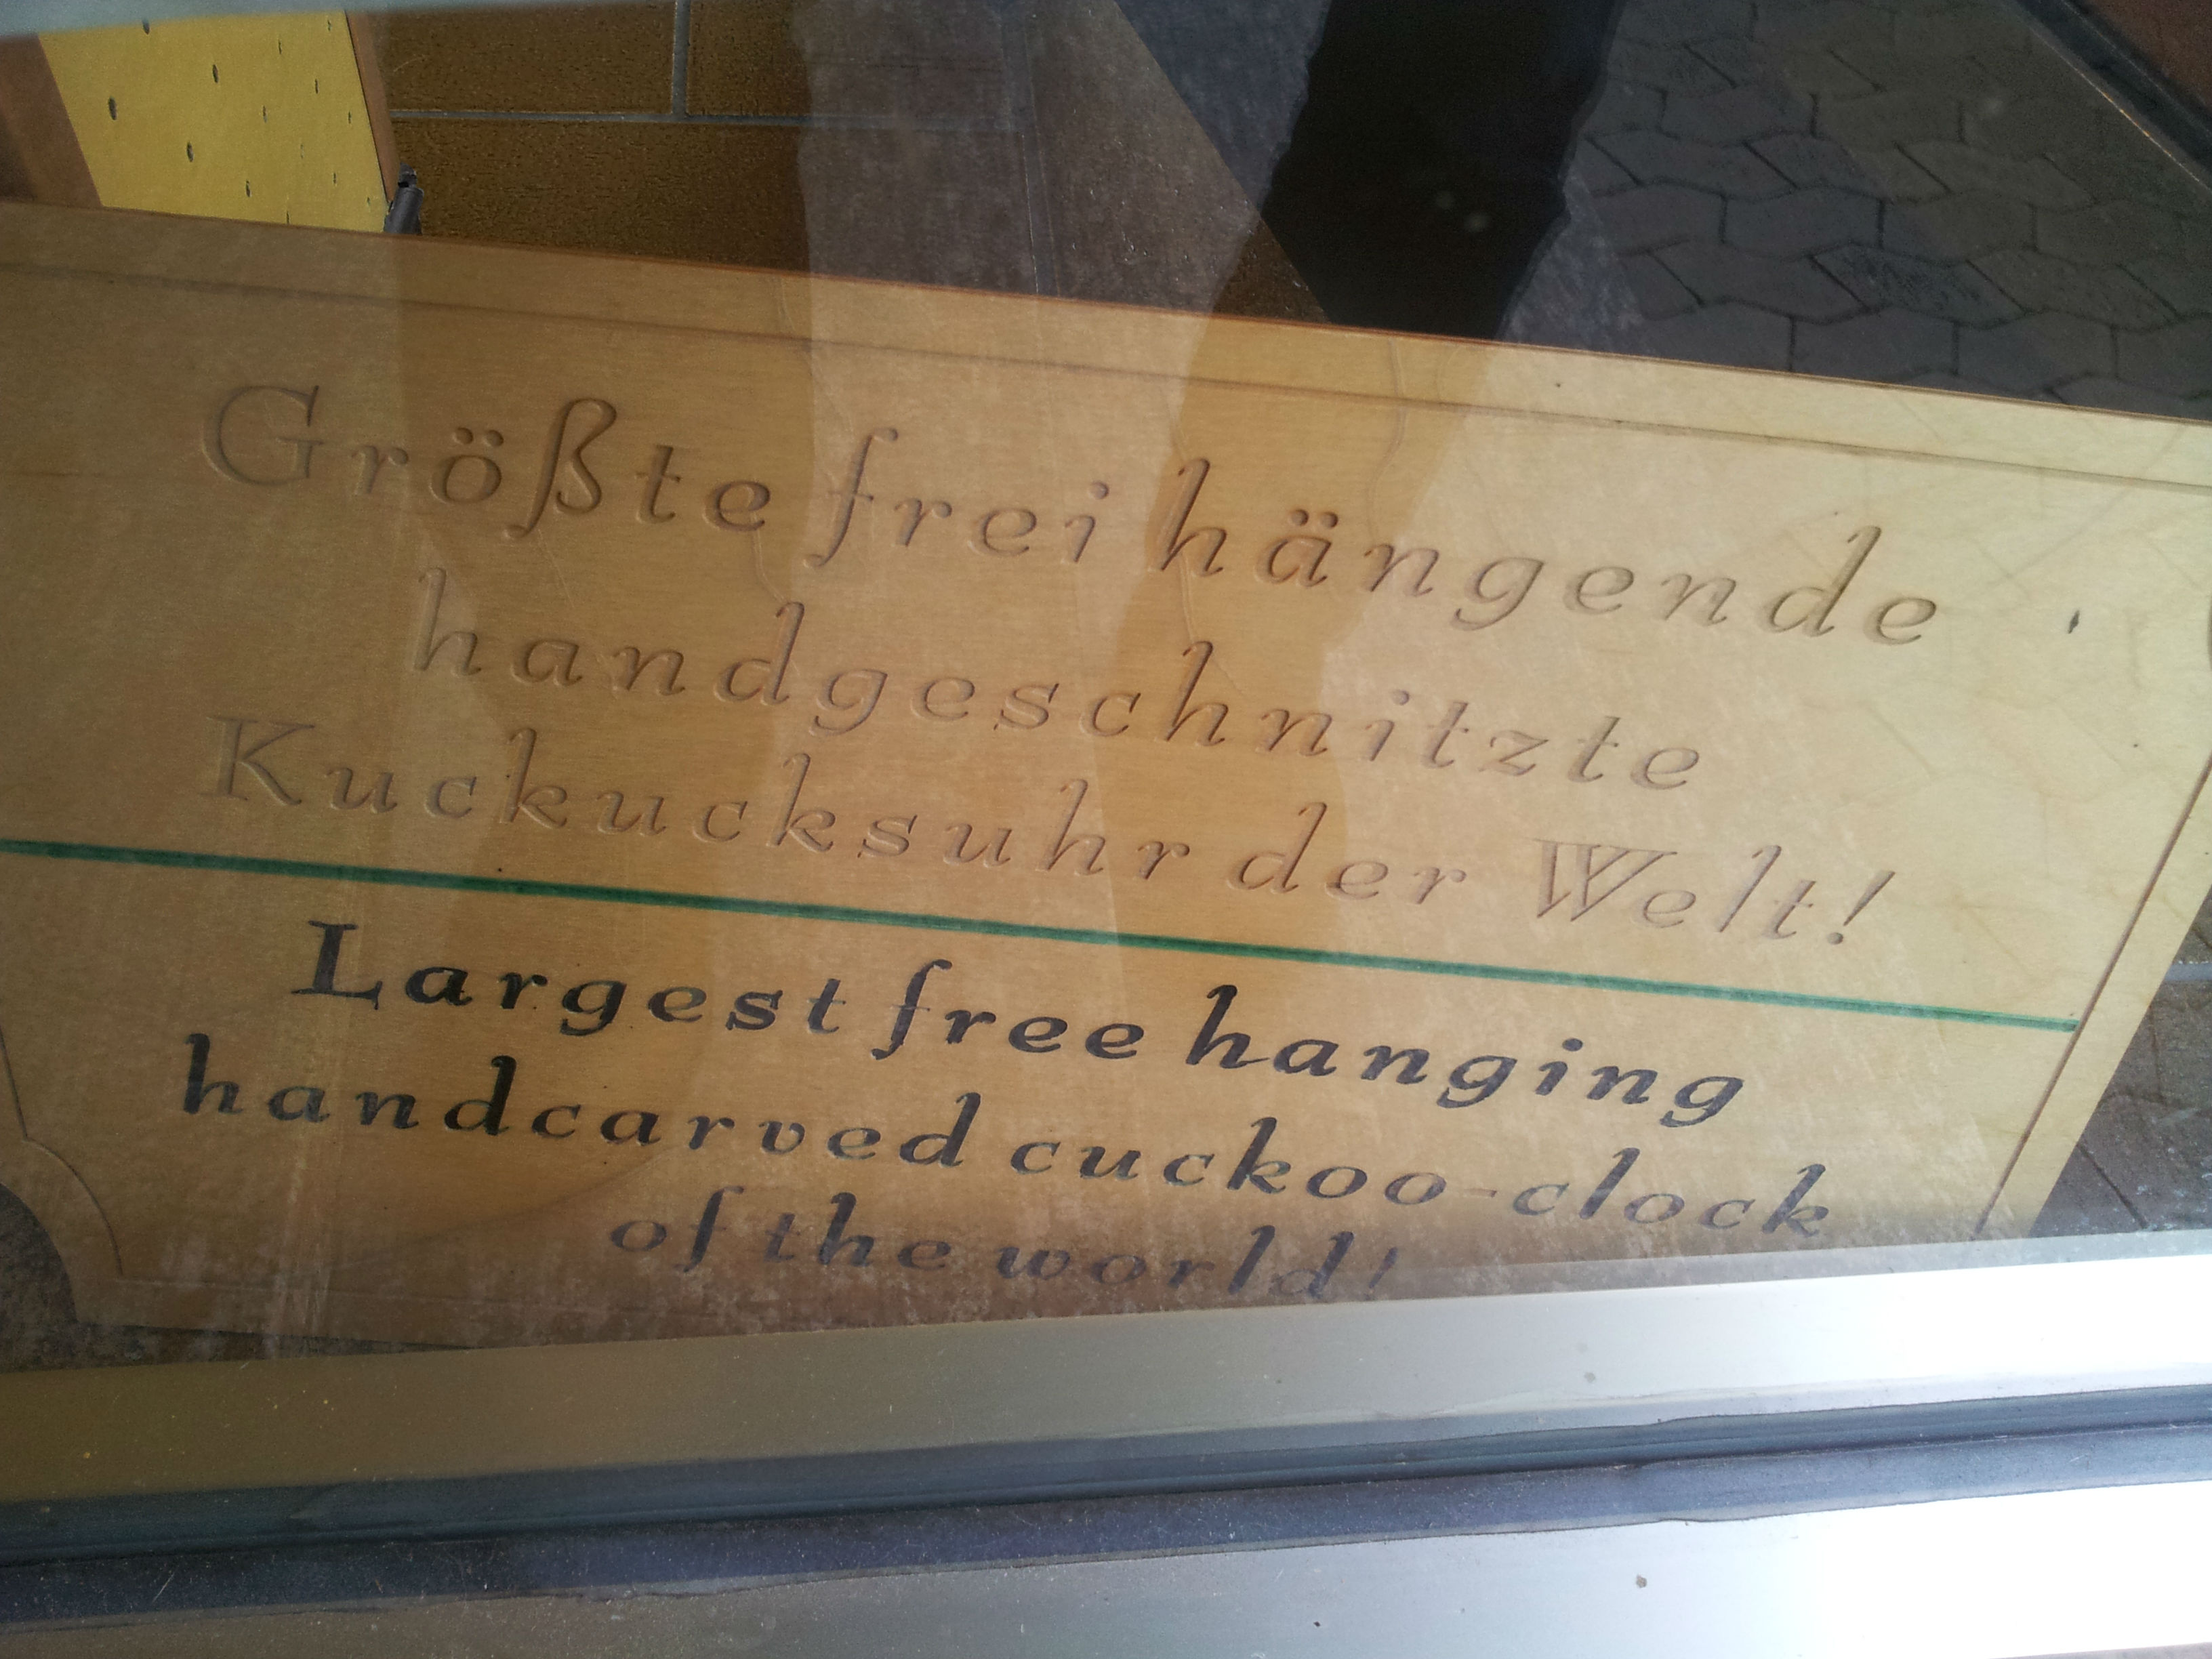 Größte frei hängende
handgeschnitzte
Kuckucksuhr der Welt!
Largest free hanging
handcarved cuckoo-clock
of the world!